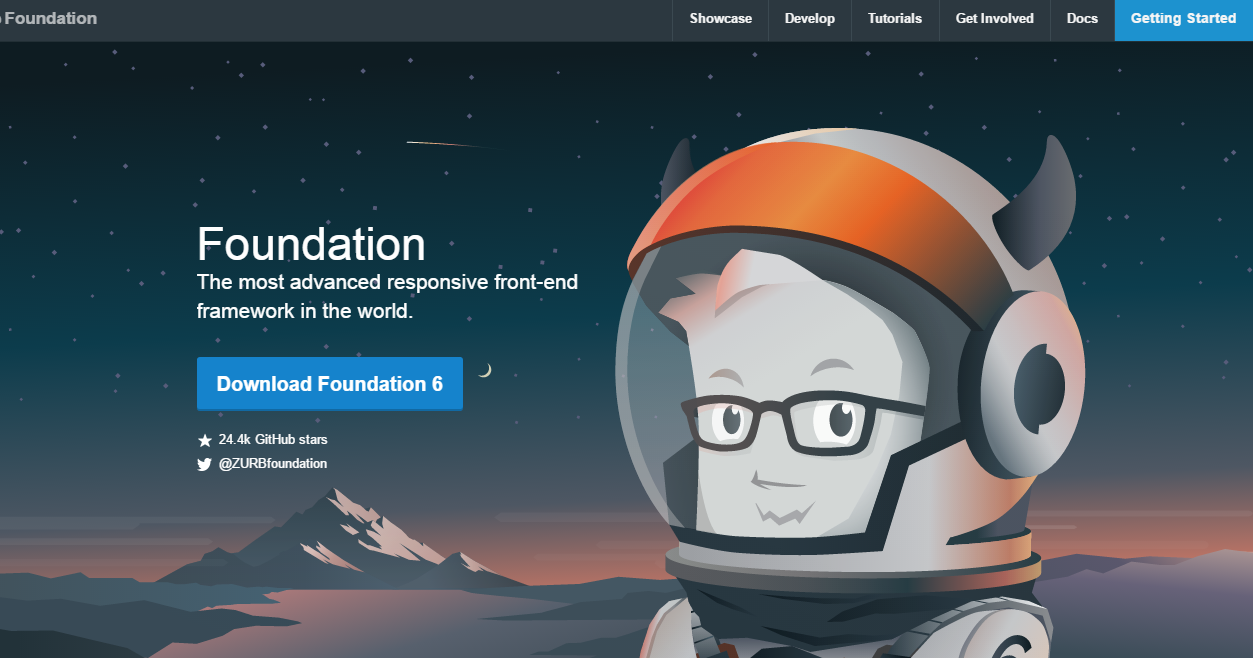 Foundation
Showcase
Develop
Tutorials
Get Involved
Docs
Getting Started
Foundation
The most advanced responsive front-end
framework in the world.
Download Foundation 6
24.4k GitHub stars
@ZURBfoundation